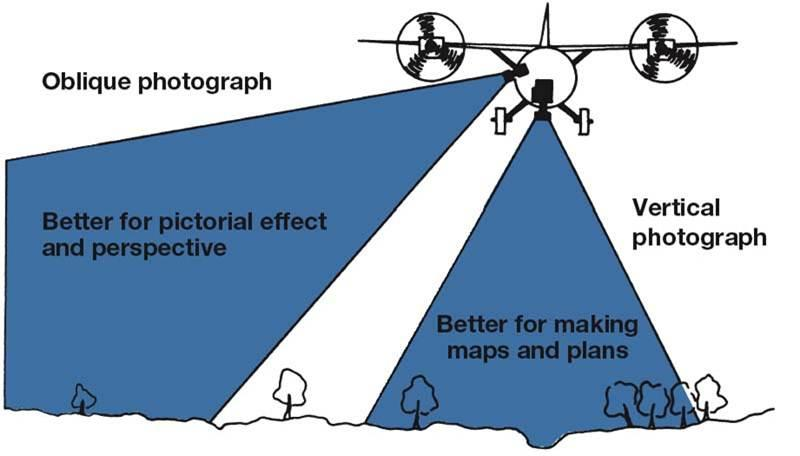 Oblique photograph
Better for pictorial effect
and perspective
Vertical
photograph
Better for making
maps and plans